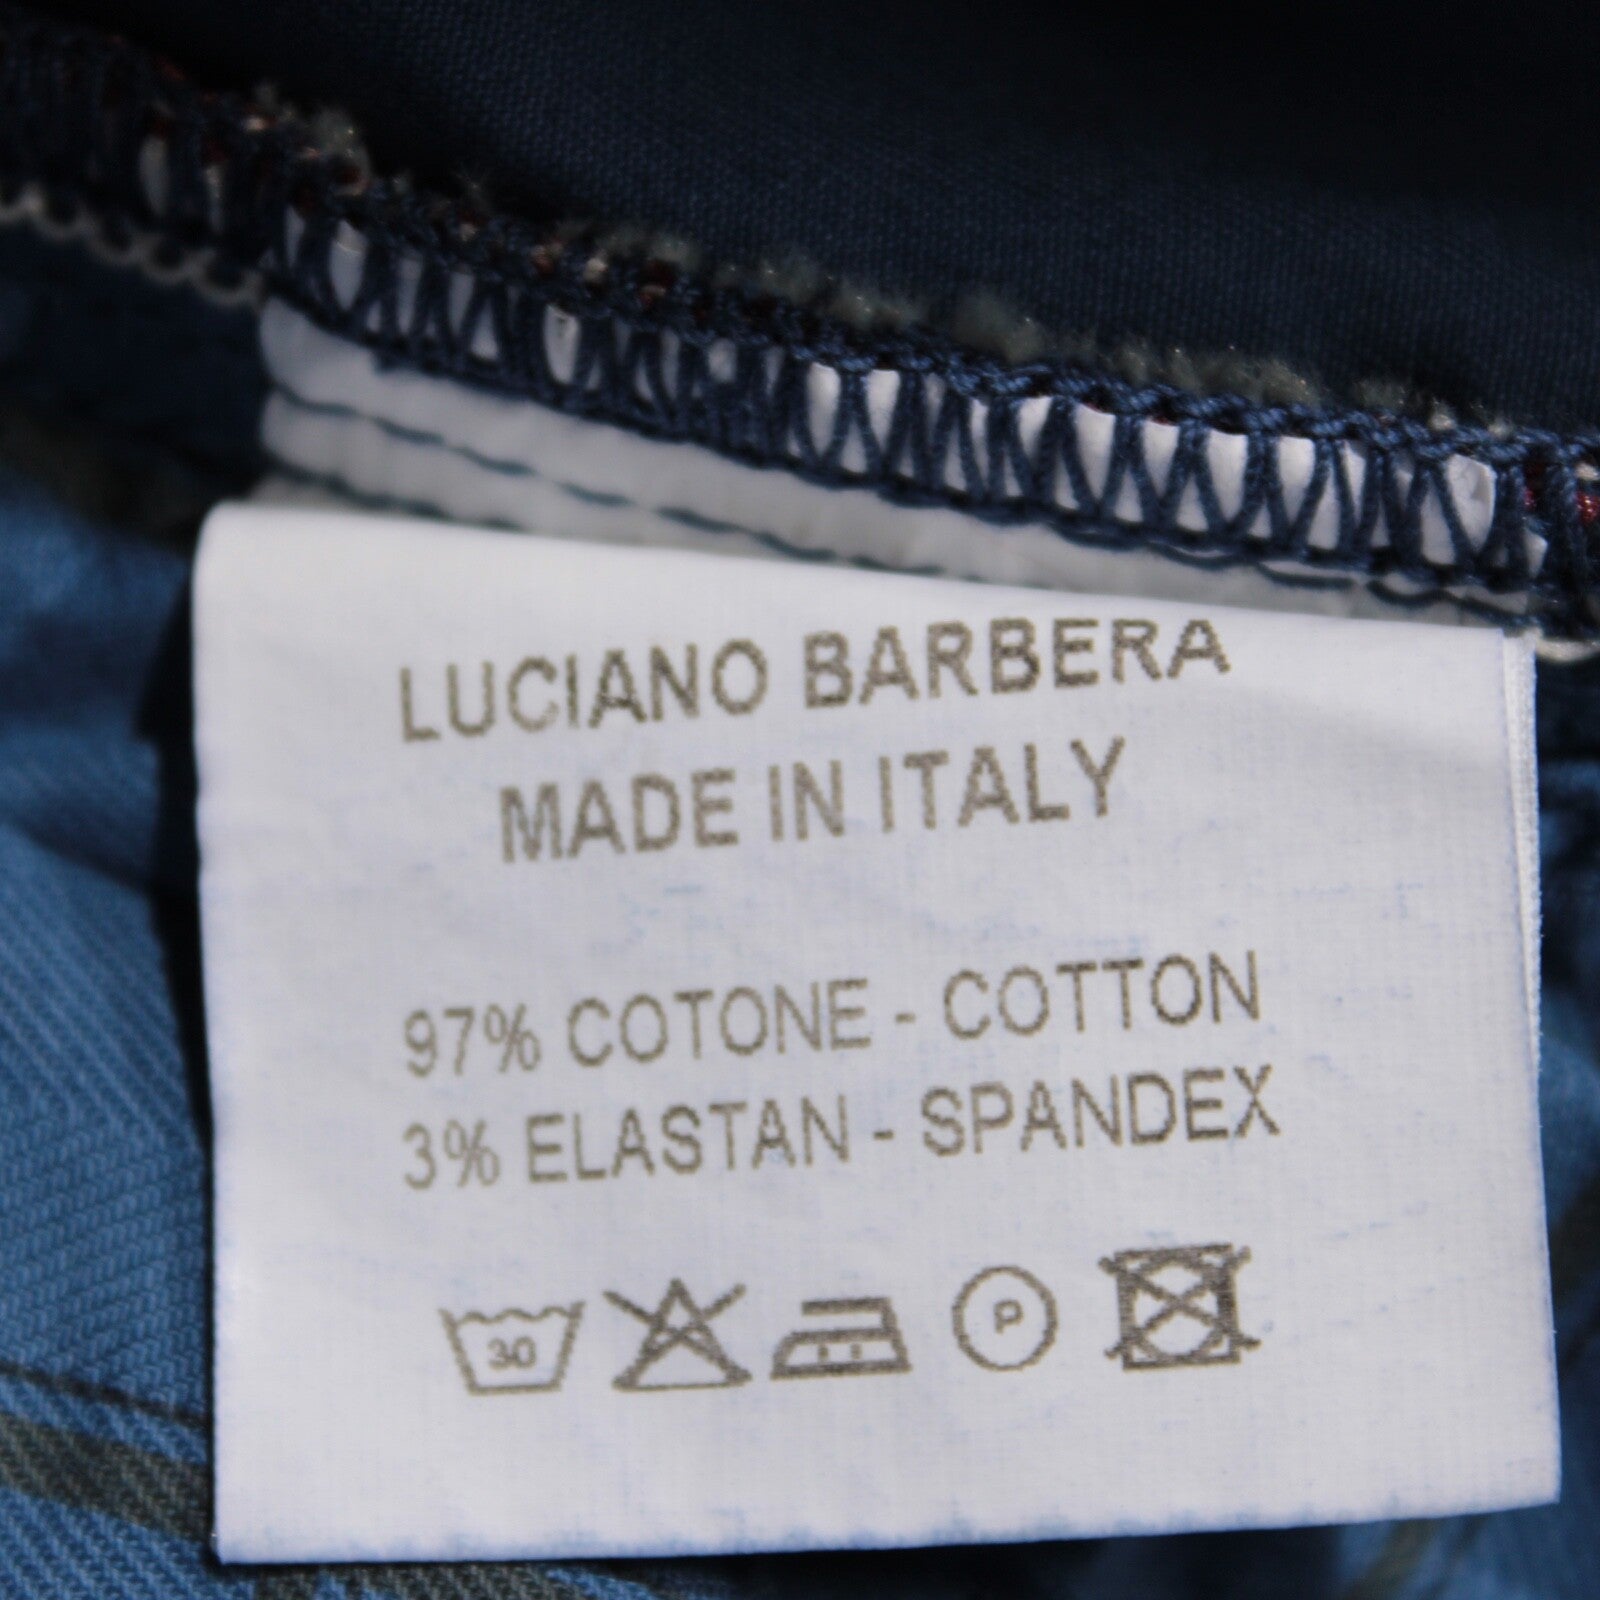 LUCIANO BARBERA
MADE IN ITALY
97% COTONE - COTTON
3% ELASTAN - SPANDEX
30 P